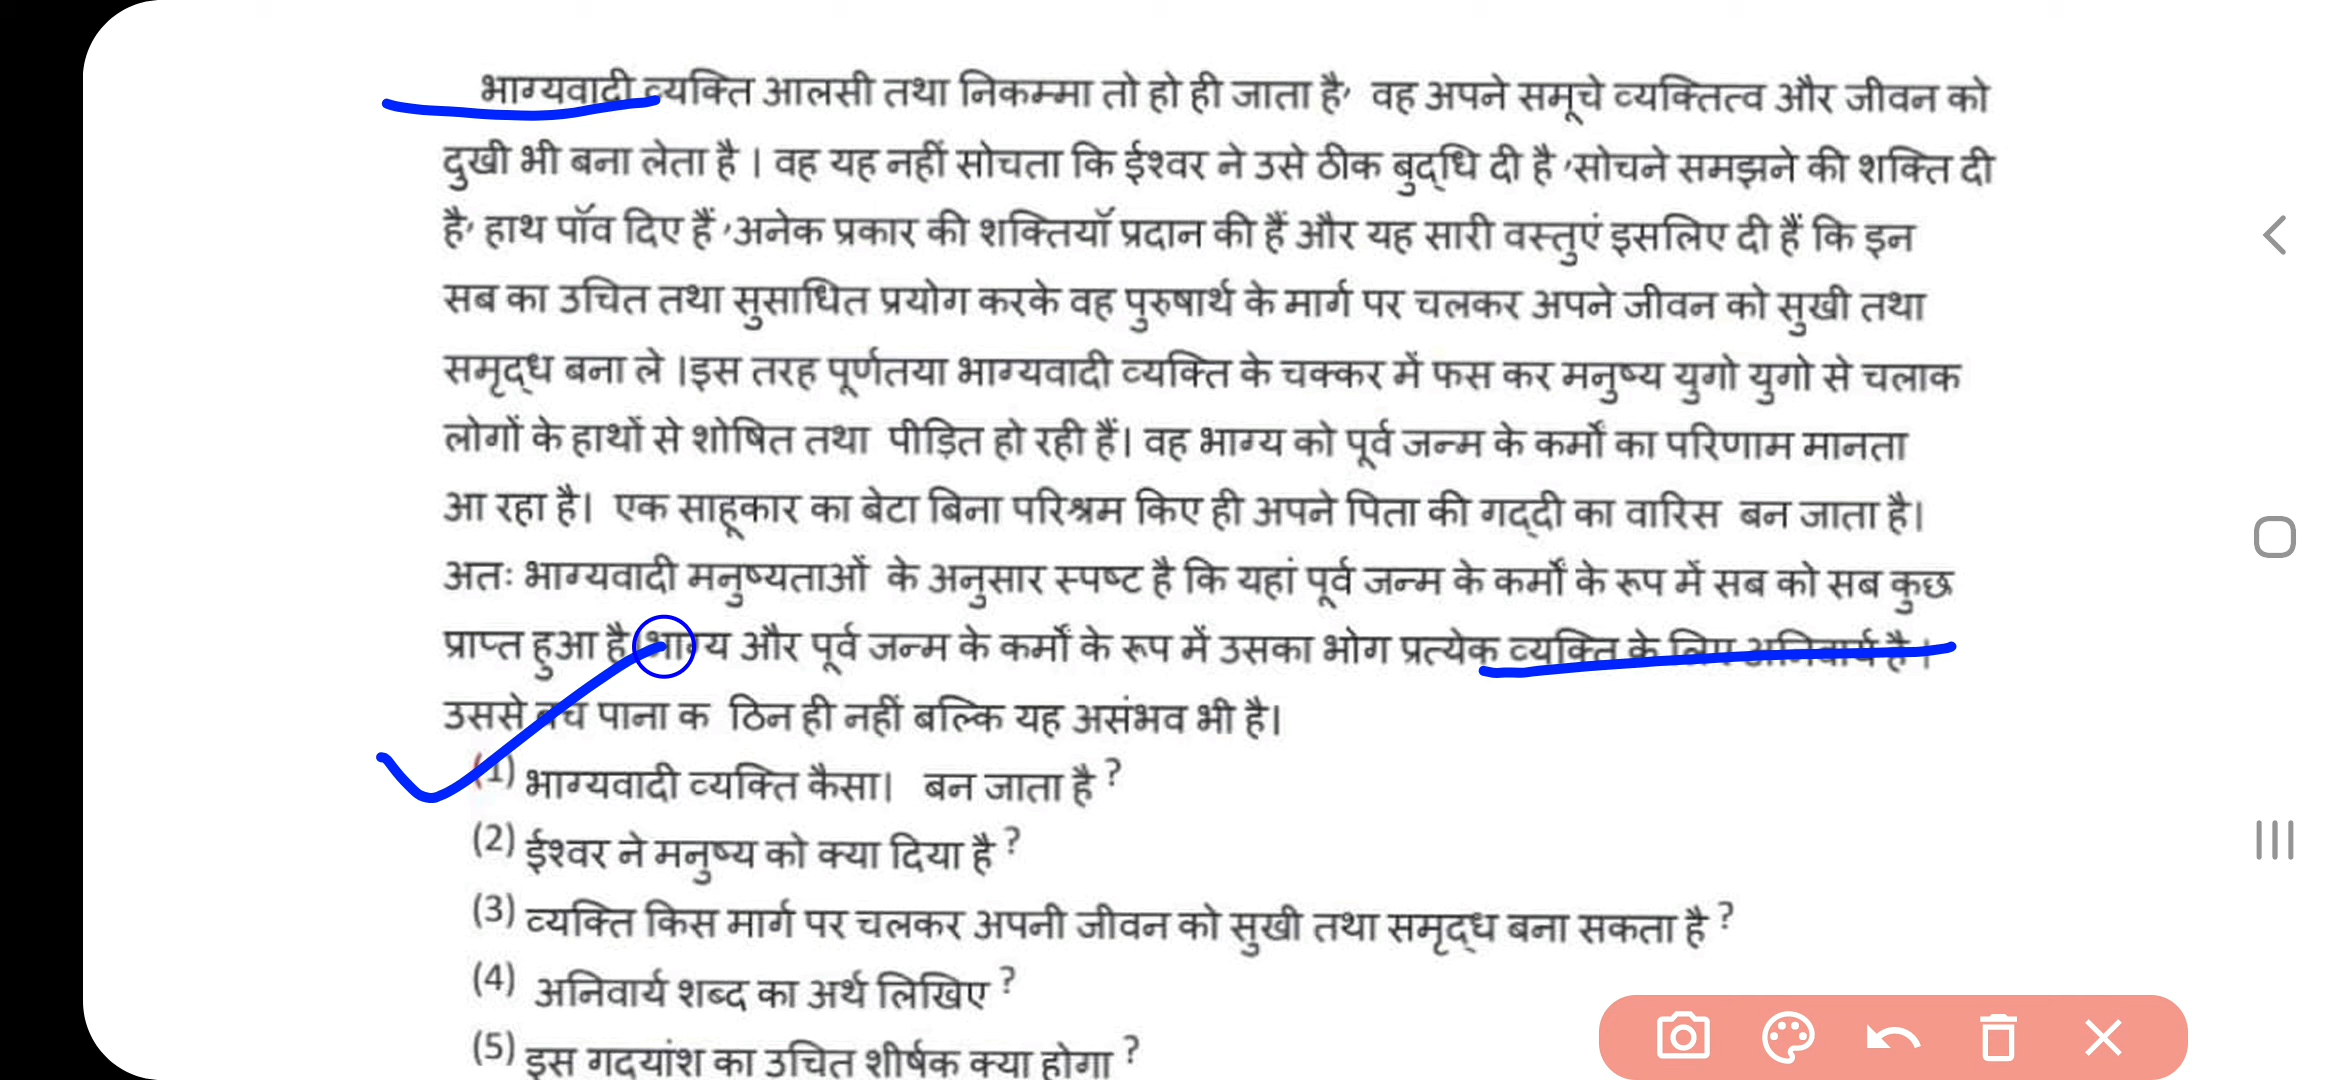 भाग्यवादी व्यक्ति आलसी तथा निकम्मा तो हो ही जाता है’ वह अपने समूचे व्यक्तित्व और जीवन को
दुखी भी बना लेता है । वह यह नहीं सोचता कि ईश्वर ने उसे ठीक बुद्धि दी है ’सोचने समझने की शक्ति दी
है’ हाथ पॉव दिए हैं ’अनेक प्रकार की शक्तियॉ प्रदान की हैं और यह सारी वस्तुएं इसलिए दी हैं कि इन
सब का उचित तथा सुसाधित प्रयोग करके वह पुरुषार्थ के मार्ग पर चलकर अपने जीवन को सुखी तथा
समृद्ध बना ले ।इस तरह पूर्णतया भाग्यवादी व्यक्ति के चक्कर में फस कर मनुष्य युगो युगो से चलाक
लोगों के हाथों से शोषित तथा पीड़ित हो रही हैं। वह भाग्य को पूर्व जन्म के कर्मों का परिणाम मानता
आ रहा है। एक साहूकार का बेटा बिना परिश्रम किए ही अपने पिता की गद्दी का वारिस बन जाता है।
अतः भाग्यवादी मनुष्यताओं के अनुसार स्पष्ट है कि यहां पूर्व जन्म के कर्मों के रूप में सब को सब कुछ
प्राप्त हुआ है।भाग्य और पूर्व जन्म के कर्मों के रूप में उसका भोग प्रत्येक व्यक्ति के लिए अनिवार्य है ।
उससे बच पाना क ठिन ही नहीं बल्कि यह असंभव भी है।
(1) भाग्यवादी व्यक्ति कैसा। बन जाता है ?
(2) ईश्वर ने मनुष्य को क्या दिया है ?
(3) व्यक्ति किस मार्ग पर चलकर अपनी जीवन को सुखी तथा समृद्ध बना सकता है ?
(4) अनिवार्य शब्द का अर्थ लिखिए ?
(5) इस गद्यांश का उचित शीर्षक क्या होगा ?